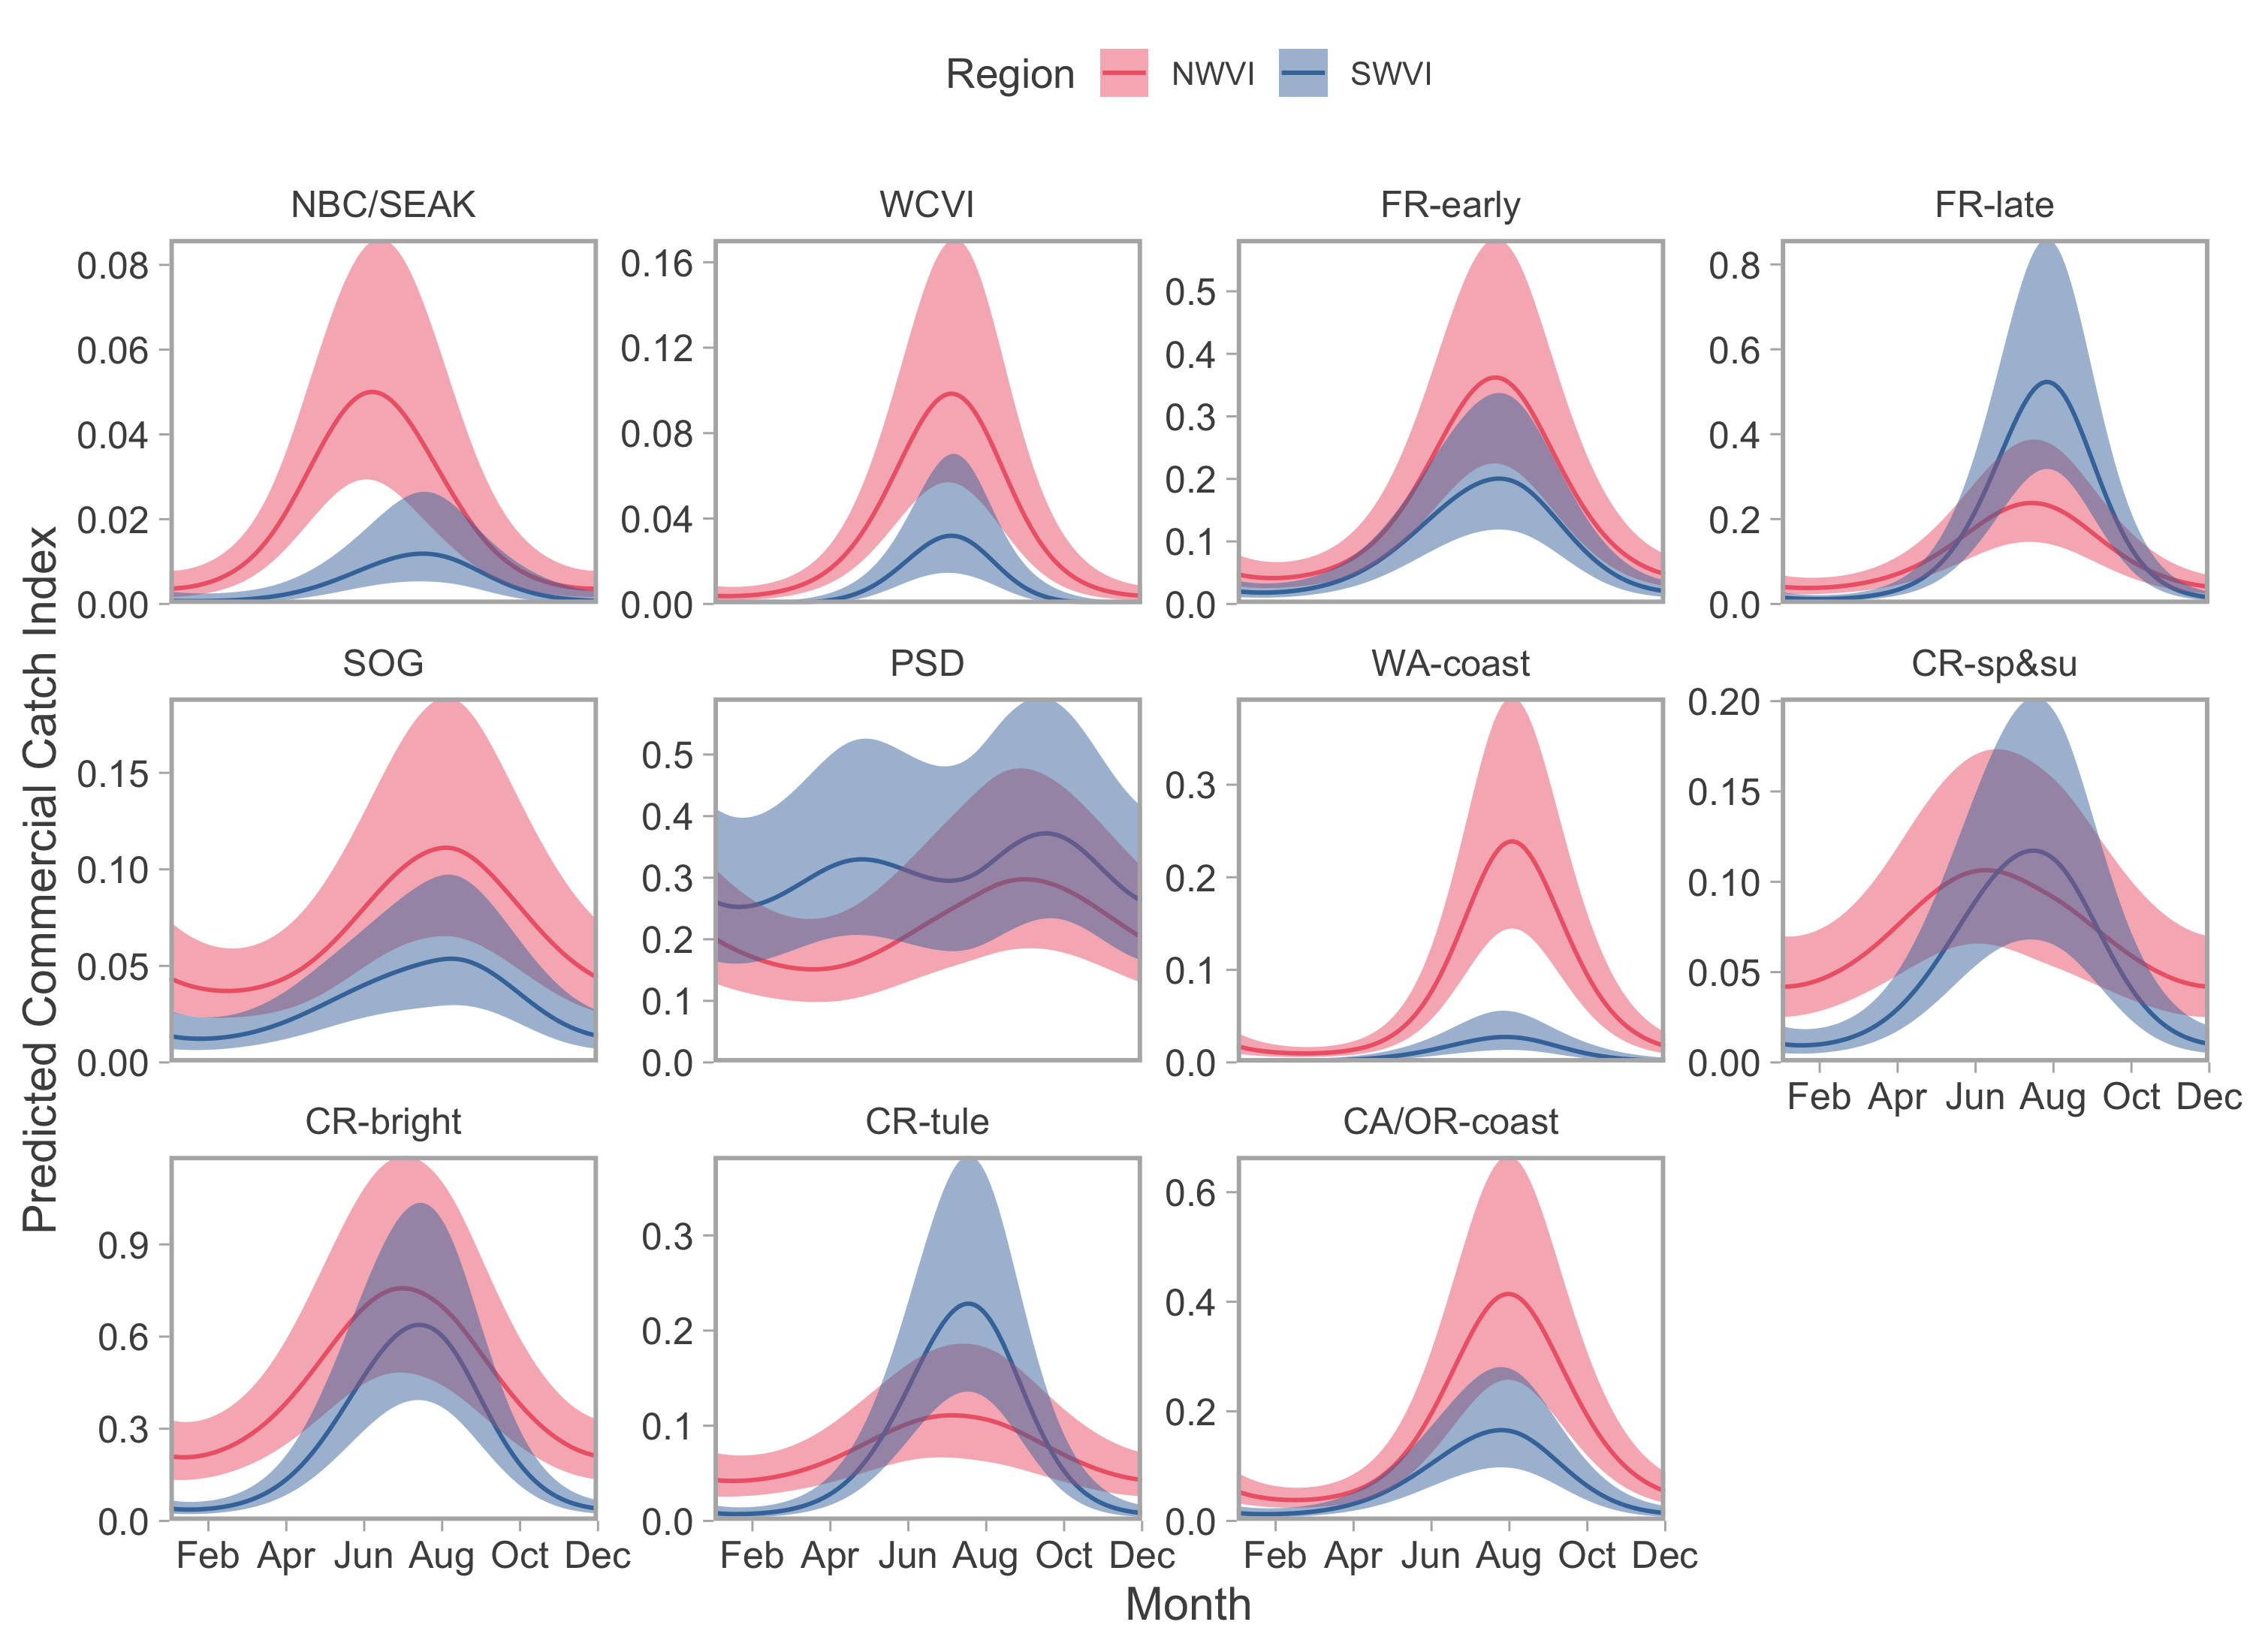 Region NWVI SWVI
NBC/SEAK WCVI FR-early FR-late
0.08 0.06 0.04 0.02 0.00
0.16 0.12 0.08 0.04 0.00
0.5 0.4 0.3 0.2 0.1 0.0
0.8 0.6 0.4 0.2 0.0
Predicted Commercial Catch Index
SOG PSD WA-coast CR-sp&su
0.15 0.10 0.05 0.00
0.5 0.4 0.3 0.2 0.1 0.0
0.3 0.2 0.1 0.0
0.20 0.15 0.10 0.05 0.00
Feb Apr Jun Aug Oct Dec
CR-bright CR-tule CA/OR-coast
0.9 0.6 0.3 0.0
0.3 0.2 0.1 0.0
0.6 0.4 0.2 0.0
Feb Apr Jun Aug Oct Dec Feb Apr Jun Aug Oct Dec Feb Apr Jun Aug Oct Dec
Month